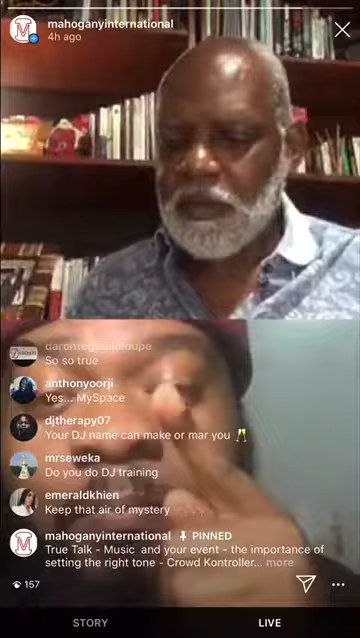 mahoganyinternational
4h ago
So so true
anthonyoorji
Yes... MySpace
djtherapy07
Your DJ name can make or mar you 🥂
mrseweka
Do you do DJ training
emeraldkhien
Keep that air of mystery
mahoganyinternational 📌 PINNED
True Talk - Music and your event - the importance of
setting the right tone - Crowd Kontroller... more
157
STORY LIVE